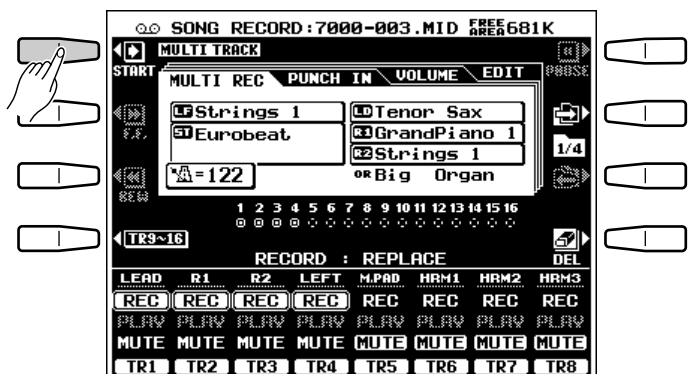 SONG RECORD:7000-003.MID FREE AREA 681K
MULTI TRACK
START
PAUSE
MULTI REC PUNCH IN VOLUME EDIT
LF Strings 1
LD Tenor Sax
ST Eurobeat
R1 GrandPiano 1
F.F.
R2 Strings 1
1/4
=122
OR Big Organ
REW
1 2 3 4 5 6 7 8 9 10 11 12 13 14 15 16
TR9~16
RECORD : REPLACE
DEL
LEAD R1 R2 LEFT M.PAD HRM1 HRM2 HRM3
REC REC REC REC REC REC REC REC
PLAY PLAY PLAY PLAY PLAY PLAY PLAY PLAY
MUTE MUTE MUTE MUTE MUTE MUTE MUTE MUTE
TR1 TR2 TR3 TR4 TR5 TR6 TR7 TR8